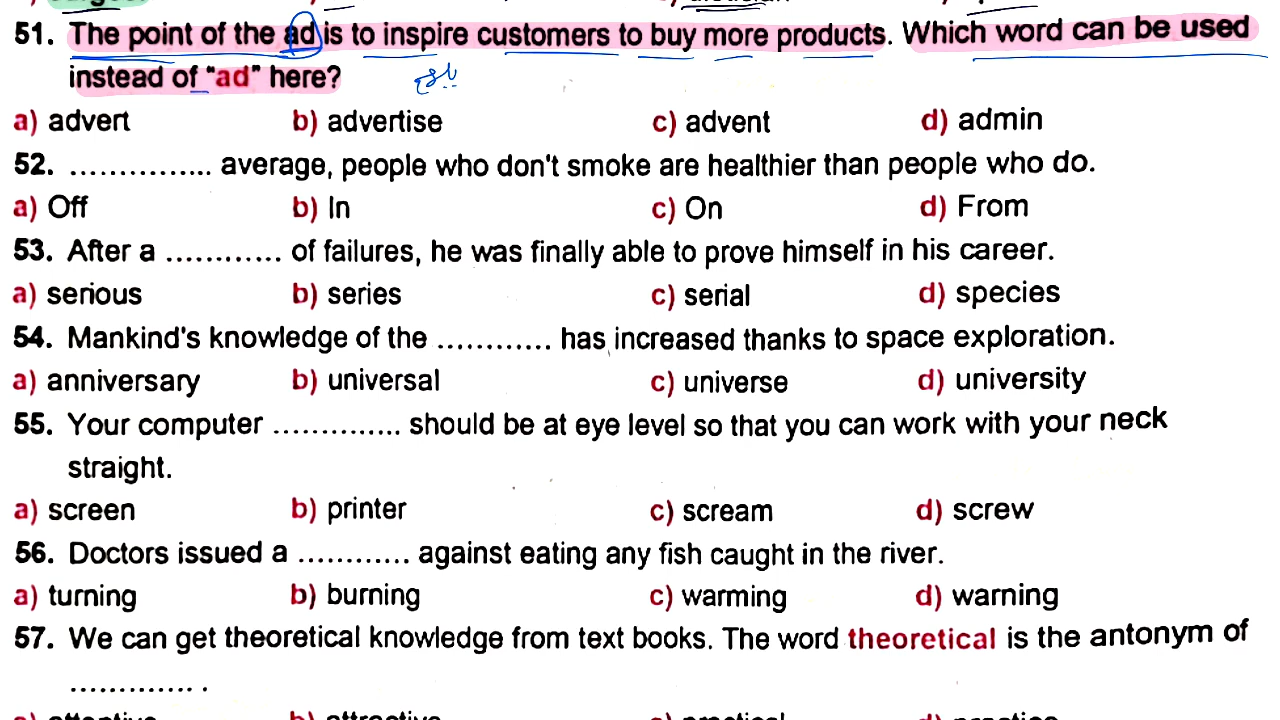 51. The point of the ad is to inspire customers to buy more products. Which word can be used
instead of "ad" here?
a) advert b) advertise c) advent d) admin
52. ............... average, people who don't smoke are healthier than people who do.
a) Off b) In c) On d) From
53. After a ............ of failures, he was finally able to prove himself in his career.
a) serious b) series c) serial d) species
54. Mankind's knowledge of the ............ has increased thanks to space exploration.
a) anniversary b) universal c) universe d) university
55. Your computer .............. should be at eye level so that you can work with your neck
straight.
a) screen b) printer c) scream d) screw
56. Doctors issued a ............ against eating any fish caught in the river.
a) turning b) burning c) warming d) warning
57. We can get theoretical knowledge from text books. The word theoretical is the antonym of
.............. .
a) attentive b) attractive c) practical d) practice